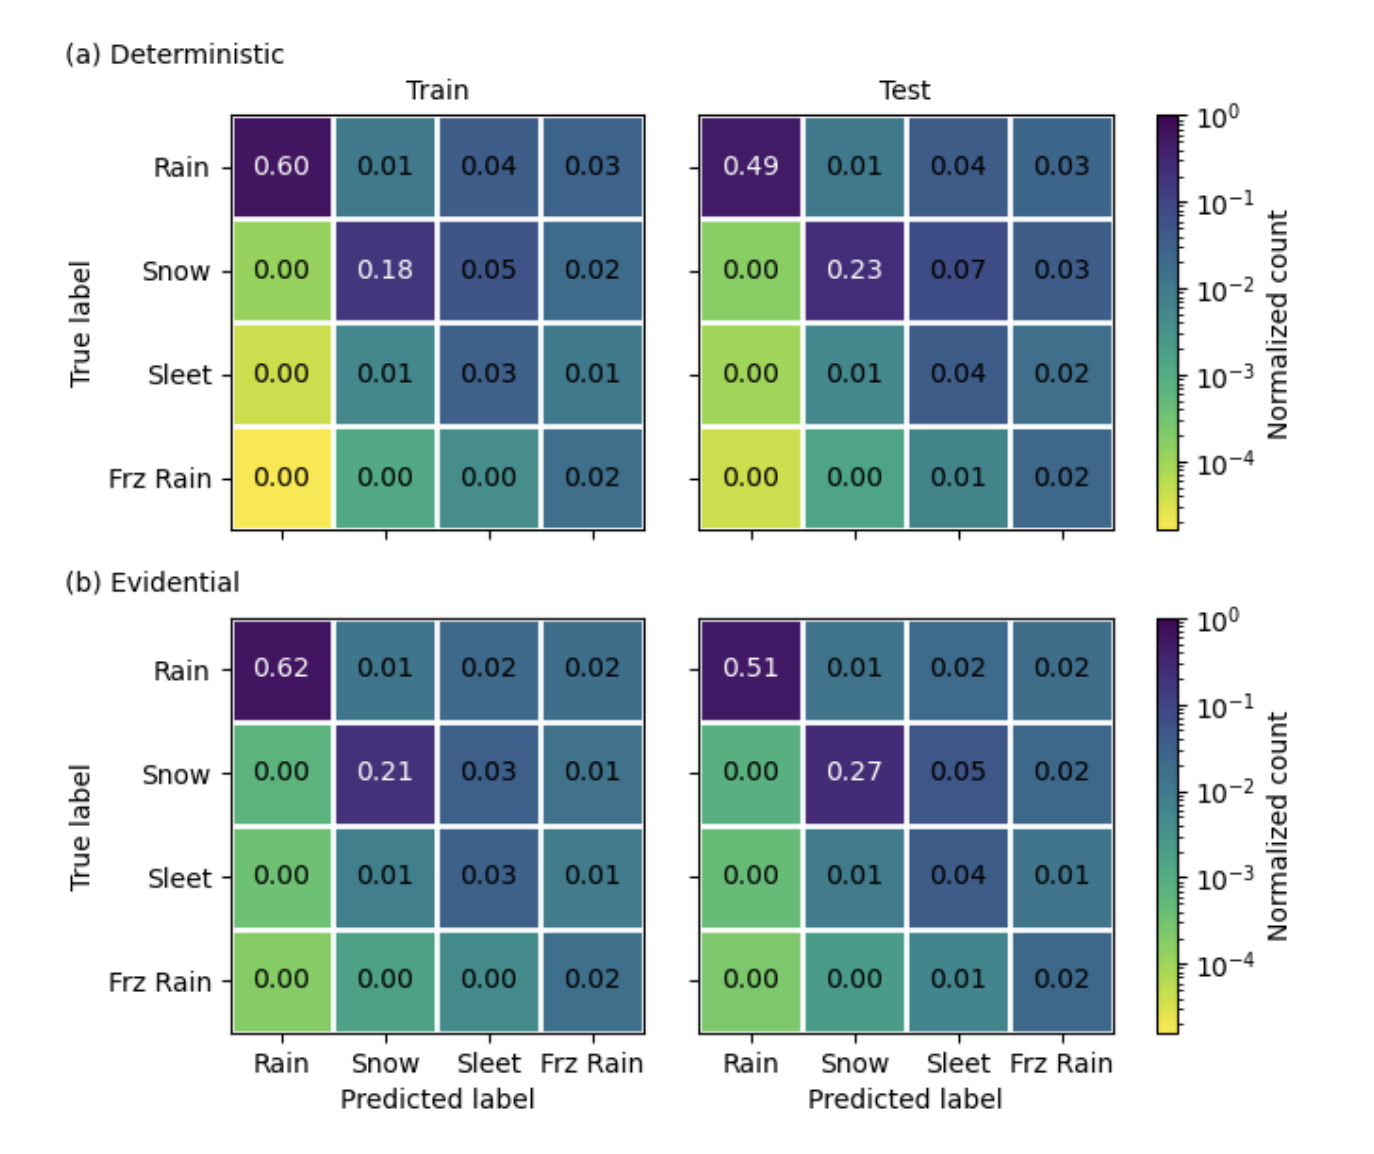 (a) Deterministic
Train Test
Rain 0.60 0.01 0.04 0.03 0.49 0.01 0.04 0.03
Snow 0.00 0.18 0.05 0.02 0.00 0.23 0.07 0.03
Sleet 0.00 0.01 0.03 0.01 0.00 0.01 0.04 0.02
Frz Rain 0.00 0.00 0.00 0.02 0.00 0.00 0.01 0.02
True label
10⁰
10⁻¹
10⁻²
10⁻³
10⁻⁴
Normalized count
(b) Evidential
Rain 0.62 0.01 0.02 0.02 0.51 0.01 0.02 0.02
Snow 0.00 0.21 0.03 0.01 0.00 0.27 0.05 0.02
Sleet 0.00 0.01 0.03 0.01 0.00 0.01 0.04 0.01
Frz Rain 0.00 0.00 0.00 0.02 0.00 0.00 0.01 0.02
True label
10⁰
10⁻¹
10⁻²
10⁻³
10⁻⁴
Normalized count
Rain Snow Sleet Frz Rain Rain Snow Sleet Frz Rain
Predicted label Predicted label